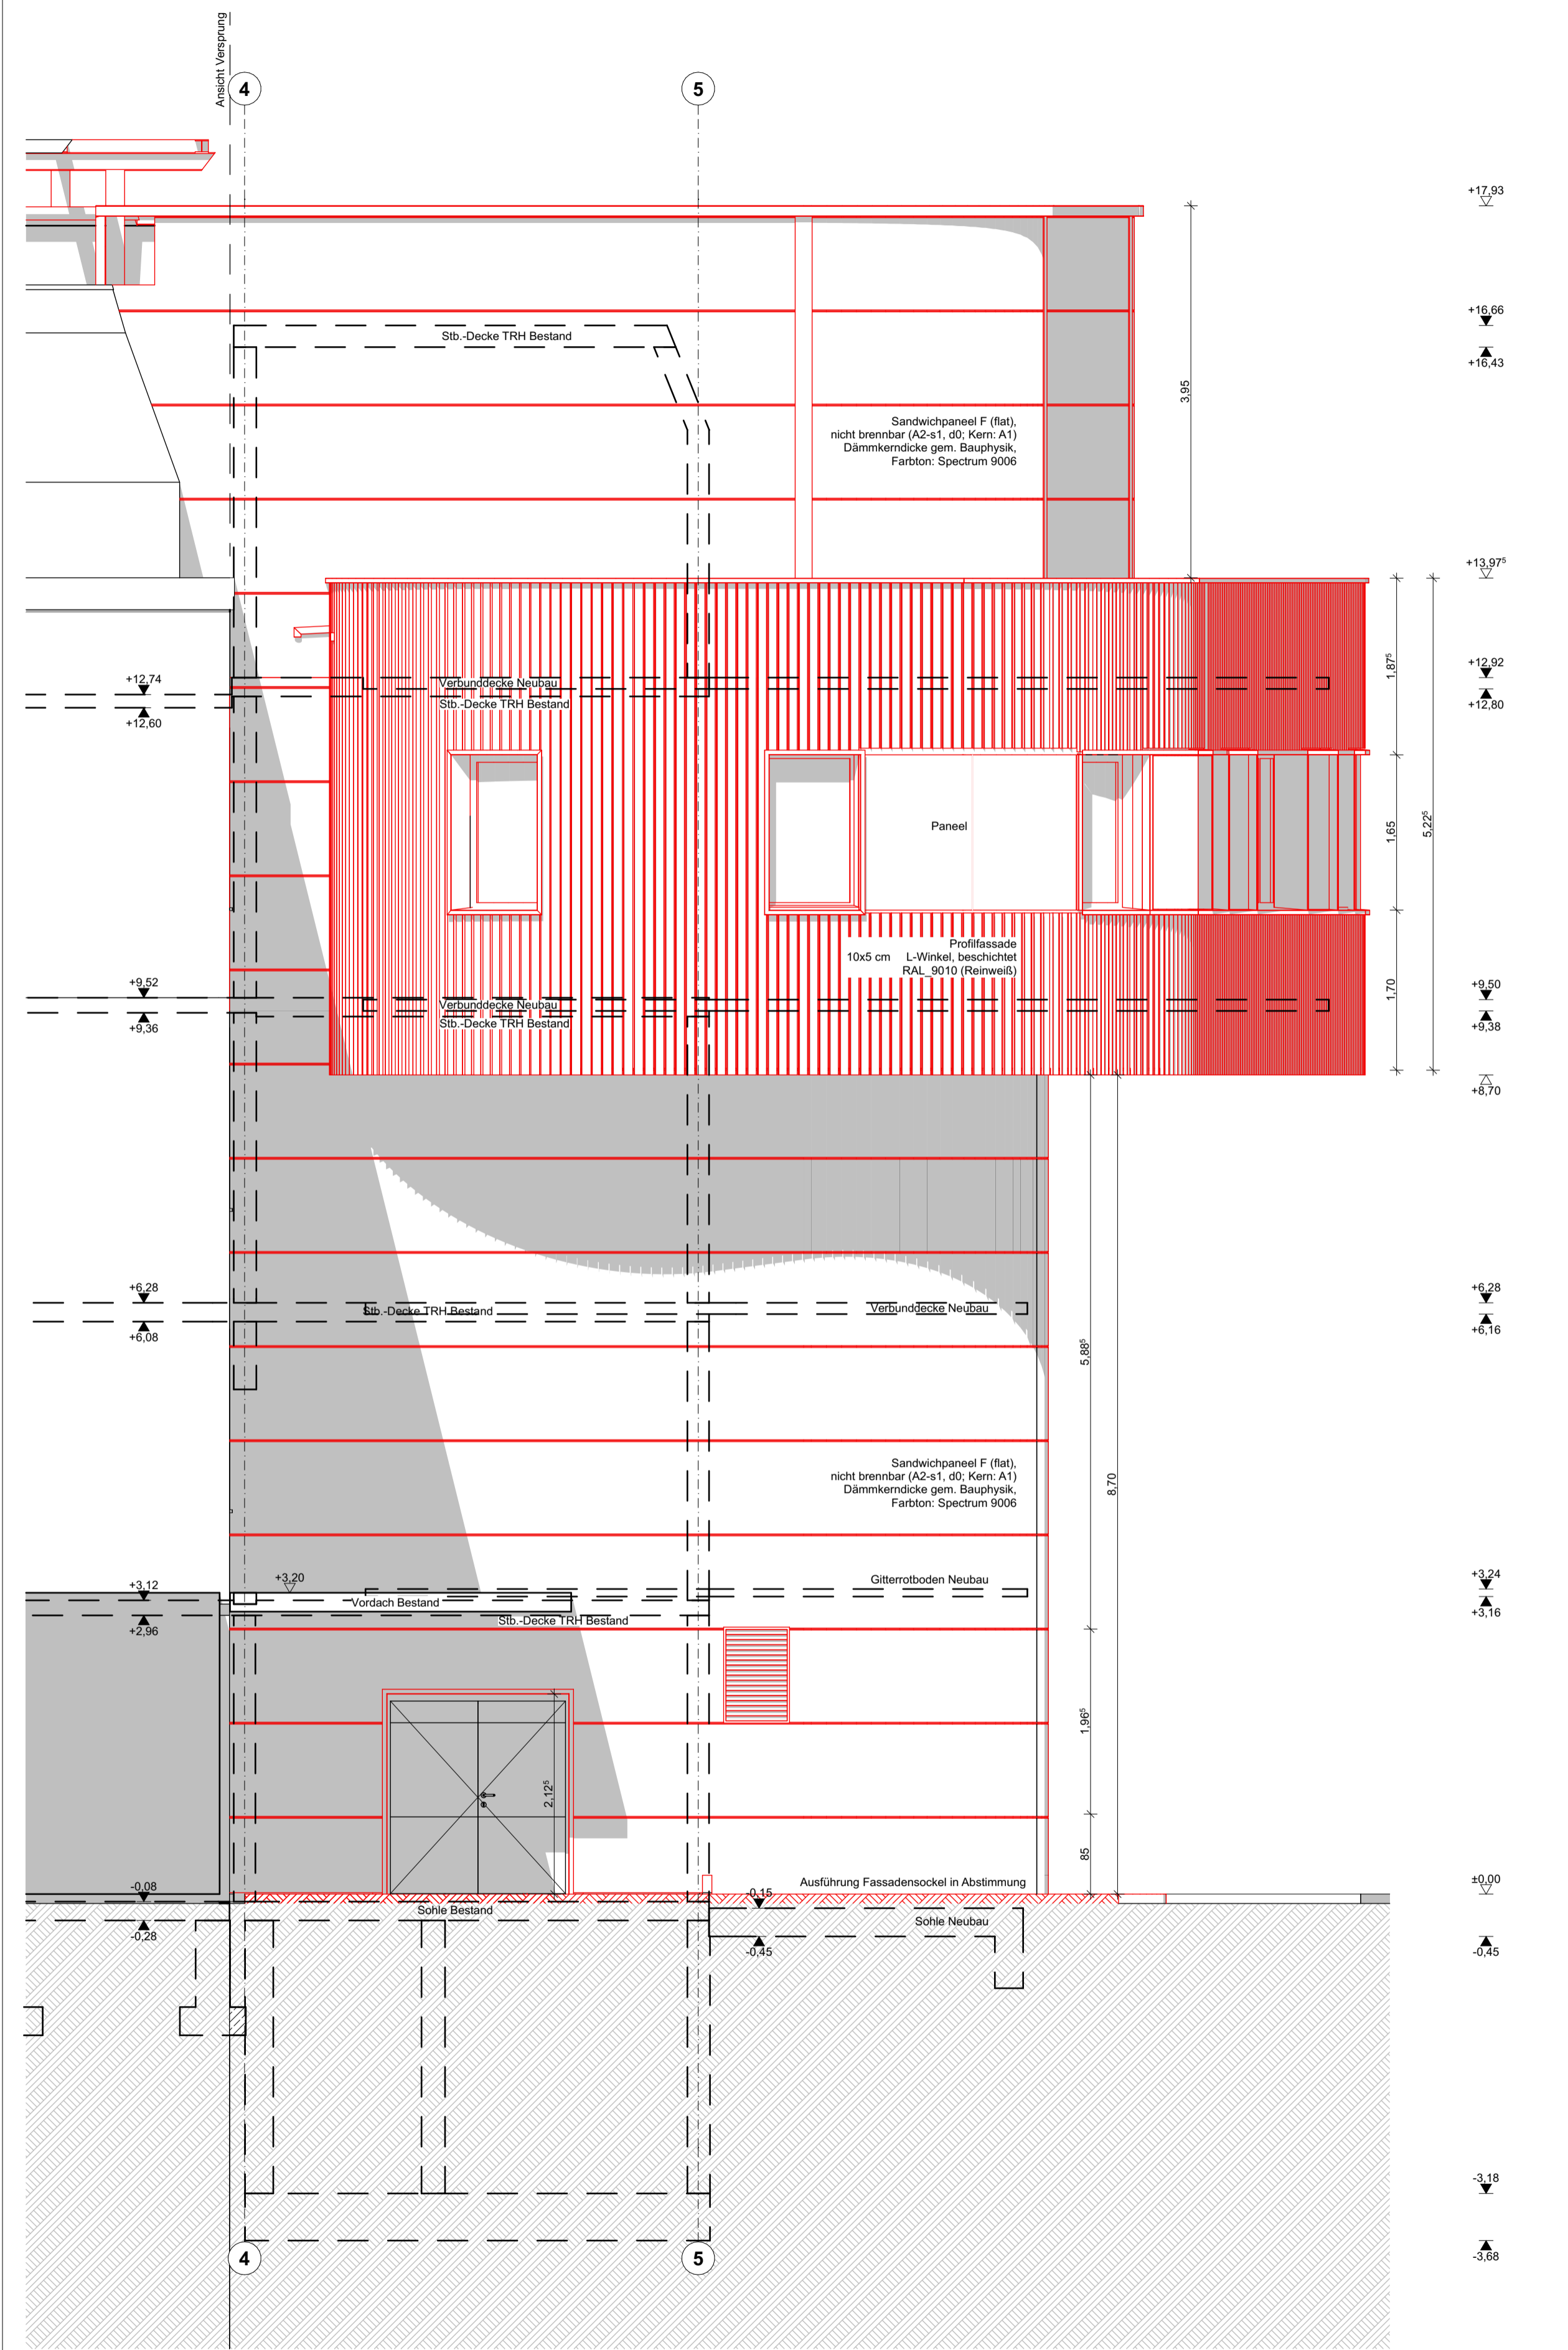 Ansicht Versprung
4
5
+17,93
+16,66
Stb.-Decke TRH Bestand
+16,43
3,95
Sandwichpaneel F (flat),
nicht brennbar (A2-s1, d0; Kern: A1)
Dämmkerndicke gem. Bauphysik,
Farbton: Spectrum 9006
+13,97⁵
+12,74
+12,60
Verbunddecke Neubau
Stb.-Decke TRH Bestand
1,87⁵
+12,92
+12,80
Paneel
1,65
5,22⁵
Profilfassade
10x5 cm L-Winkel, beschichtet
RAL_9010 (Reinweiß)
1,70
+9,52
+9,36
Verbunddecke Neubau
Stb.-Decke TRH Bestand
+9,50
+9,38
+8,70
+6,28
+6,08
Stb.-Decke TRH Bestand
Verbunddecke Neubau
+6,28
+6,16
5,88⁵
8,70
Sandwichpaneel F (flat),
nicht brennbar (A2-s1, d0; Kern: A1)
Dämmkerndicke gem. Bauphysik,
Farbton: Spectrum 9006
+3,12
+2,96
+3,20
Vordach Bestand
Stb.-Decke TRH Bestand
Gitterrotboden Neubau
+3,24
+3,16
1,96⁵
2,12⁵
85
Ausführung Fassadensockel in Abstimmung
±0,00
-0,08
-0,28
Sohle Bestand
-0,15
-0,45
Sohle Neubau
-0,45
-3,18
-3,68
4
5